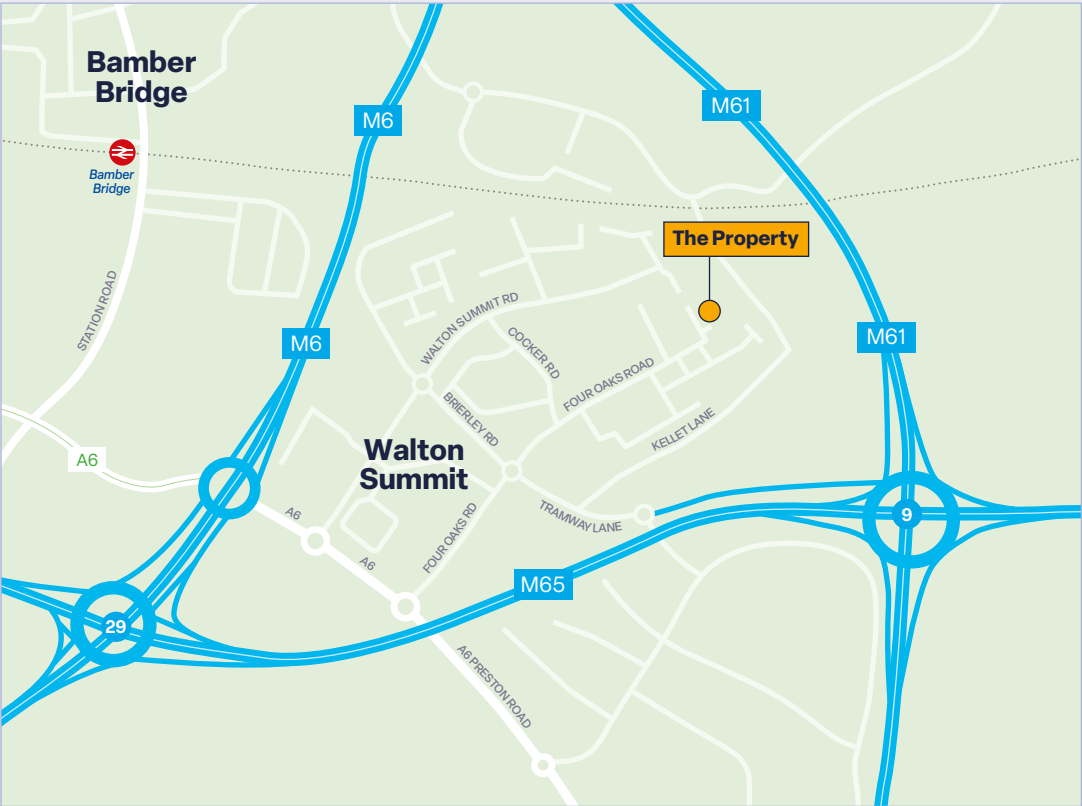 Bamber
Bridge
M6
M61
Bamber
Bridge
The Property
STATION ROAD
WALTON SUMMIT RD
M6
COCKER RD
M61
FOUR OAKS ROAD
BRIERLEY RD
KELLET LANE
Walton
Summit
A6
A6
TRAMWAY LANE
FOUR OAKS RD
9
A6
M65
29
A6 PRESTON ROAD